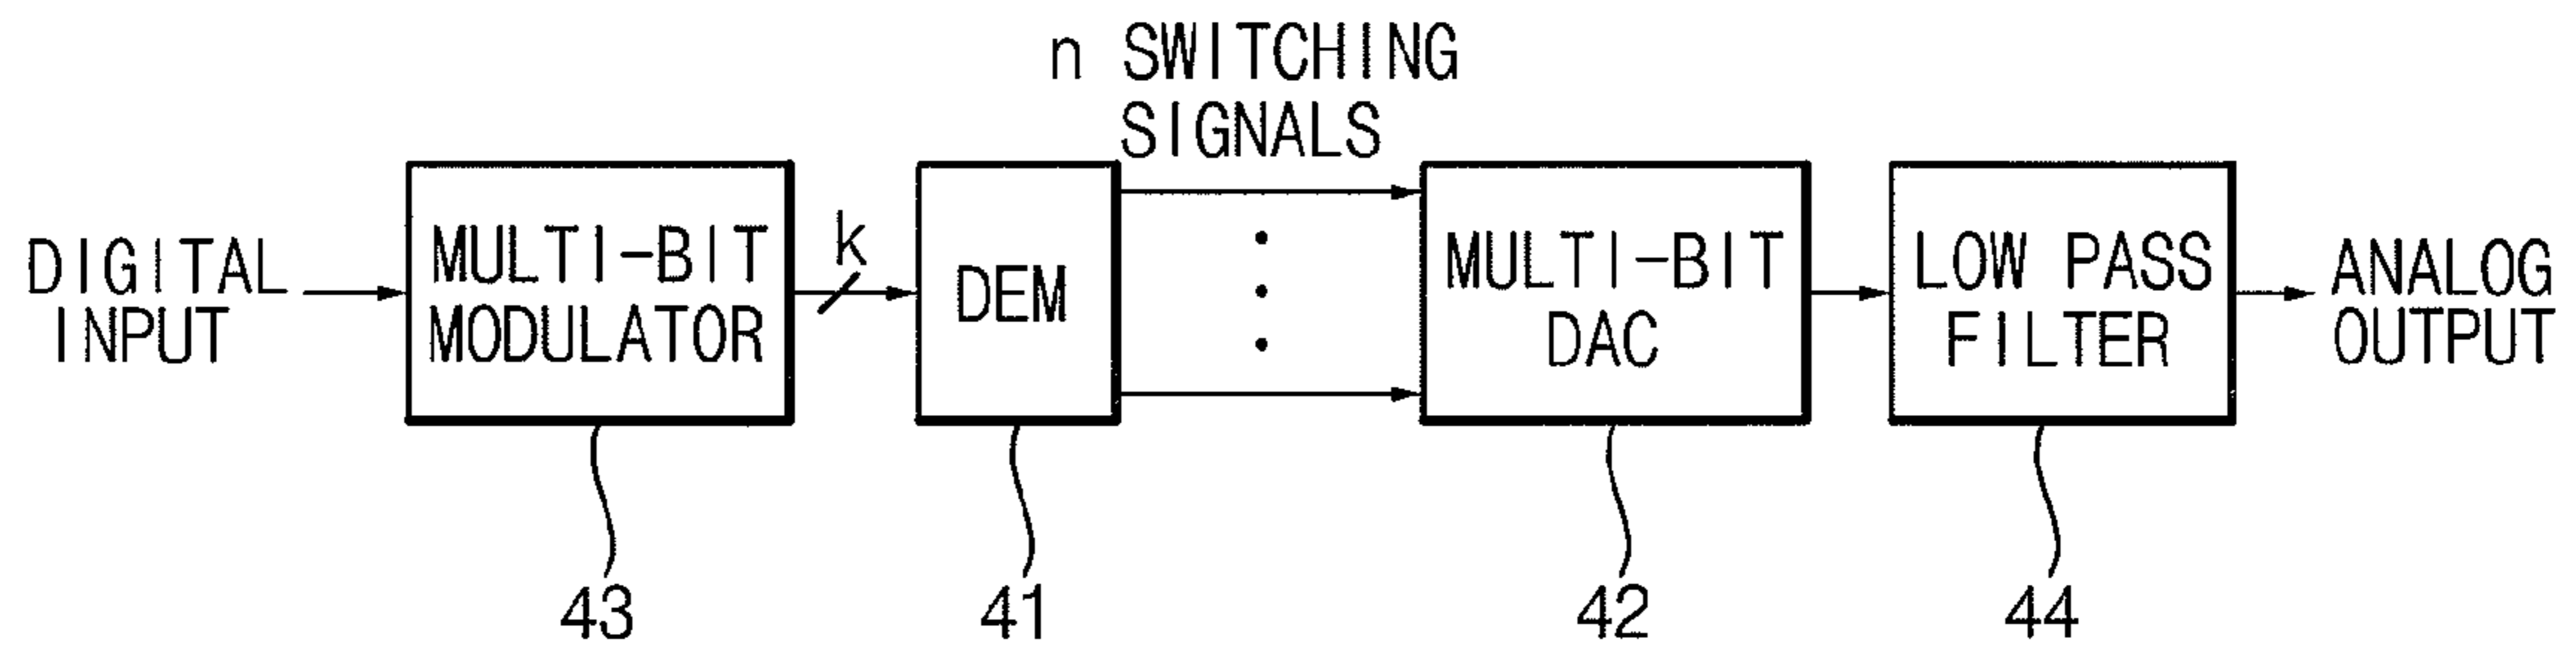 n SWITCHING
SIGNALS
DIGITAL
INPUT
MULTI-BIT
MODULATOR
k
DEM
MULTI-BIT
DAC
LOW PASS
FILTER
ANALOG
OUTPUT
43
41
42
44